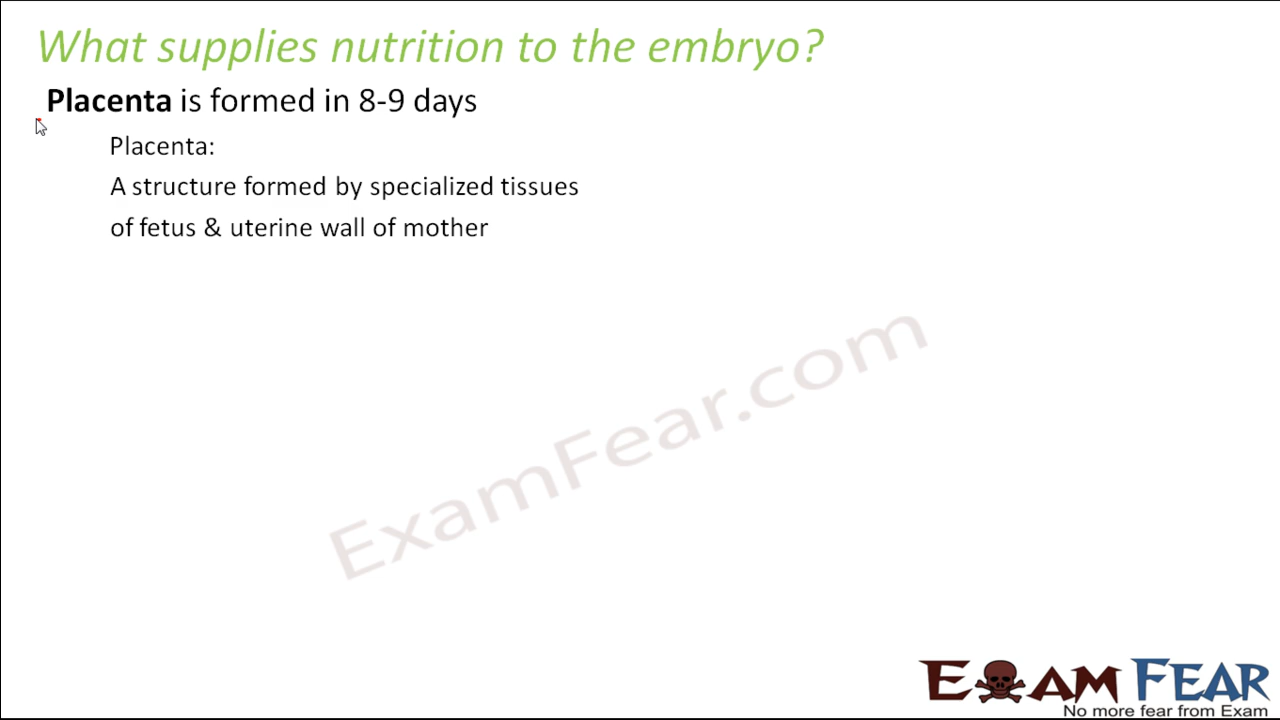 What supplies nutrition to the embryo?
Placenta is formed in 8-9 days
Placenta:
A structure formed by specialized tissues
of fetus & uterine wall of mother
ExamFear.com
EXAM FEAR
No more fear from Exam